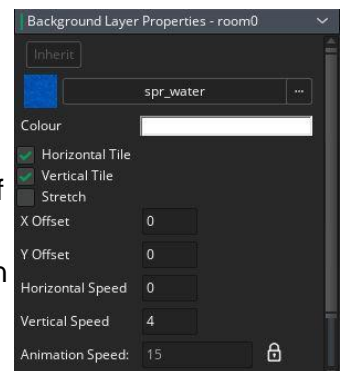 Background Layer Properties - room0
Inherit
spr_water ...
Colour
Horizontal Tile
Vertical Tile
f
Stretch
X Offset 0
Y Offset 0
n
Horizontal Speed 0
Vertical Speed 4
Animation Speed: 15